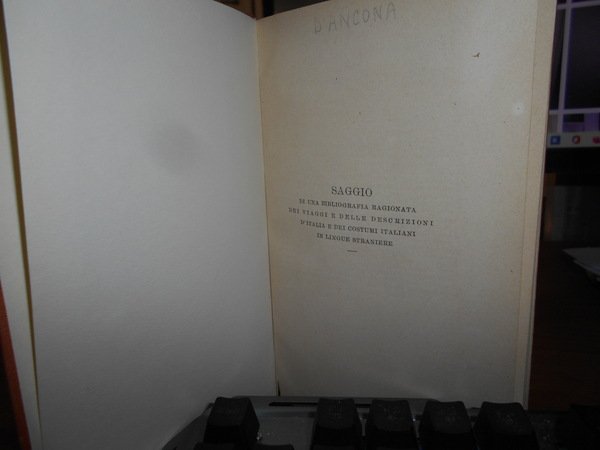 D'ANCONA
SAGGIO
DI UNA BIBLIOGRAFIA RAGIONATA
DEI VIAGGI E DELLE DESCRIZIONI
D'ITALIA E DEI COSTUMI ITALIANI
IN LINGUE STRANIERE